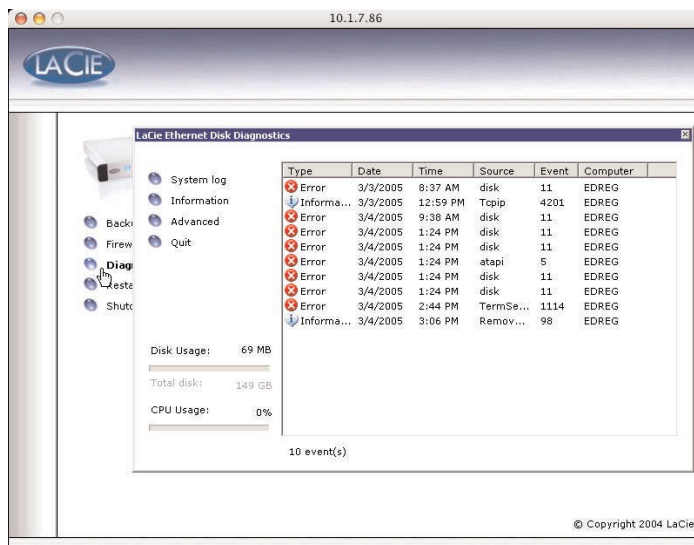 10.1.7.86
LACIE
LaCie Ethernet Disk Diagnostics
System log
Information
Advanced
Quit
Back
Firew
Diag
Resta
Shutd
Type Date Time Source Event Computer
Error 3/3/2005 8:37 AM disk 11 EDREG
Informa... 3/3/2005 12:59 PM Tcpip 4201 EDREG
Error 3/4/2005 9:38 AM disk 11 EDREG
Error 3/4/2005 1:24 PM disk 11 EDREG
Error 3/4/2005 1:24 PM disk 11 EDREG
Error 3/4/2005 1:24 PM atapi 5 EDREG
Error 3/4/2005 1:24 PM disk 11 EDREG
Error 3/4/2005 1:24 PM disk 11 EDREG
Error 3/4/2005 2:44 PM TermSe... 1114 EDREG
Informa... 3/4/2005 3:06 PM Remov... 98 EDREG
Disk Usage: 69 MB
Total disk: 149 GB
CPU Usage: 0%
10 event(s)
© Copyright 2004 LaCie